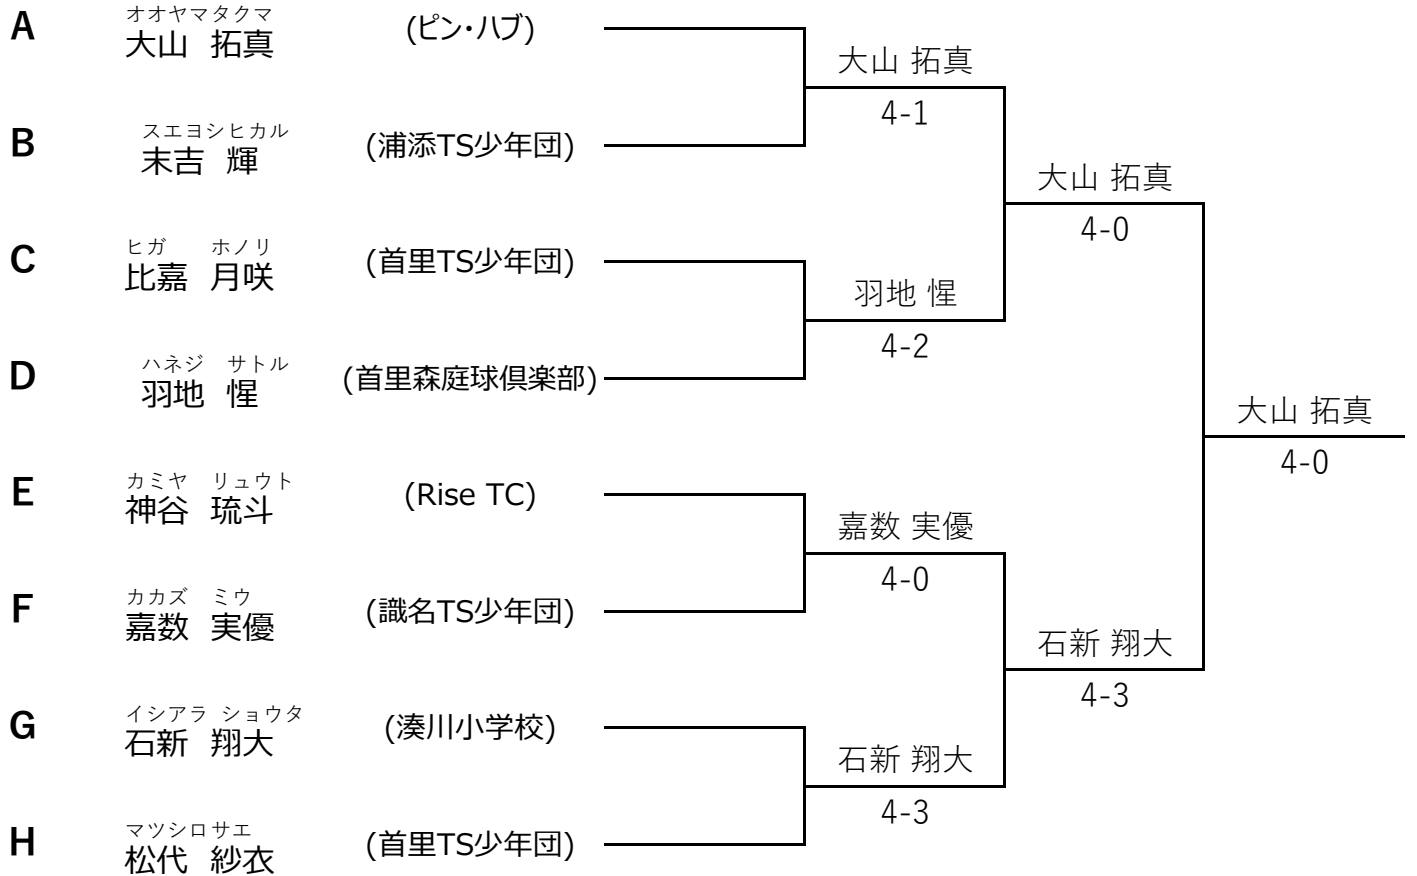 A
オオヤマタクマ
大山 拓真
(ピン・ハブ)
大山 拓真
4-1
B
スエヨシヒカル
末吉 輝
(浦添TS少年団)
大山 拓真
4-0
C
ヒガ ホノリ
比嘉 月咲
(首里TS少年団)
羽地 惺
4-2
D
ハネジ サトル
羽地 惺
(首里森庭球倶楽部)
大山 拓真
4-0
E
カミヤ リュウト
神谷 琉斗
(Rise TC)
嘉数 実優
4-0
F
カカズ ミウ
嘉数 実優
(識名TS少年団)
石新 翔大
4-3
G
イシアラ ショウタ
石新 翔大
(湊川小学校)
石新 翔大
4-3
H
マツシロサエ
松代 紗衣
(首里TS少年団)